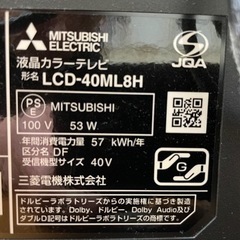 MITSUBISHI
ELECTRIC
JQA
液晶カラーテレビ
形名 LCD-40ML8H
PS
E
MITSUBISHI
100 V 53 W
年間消費電力量 57 kWh/年
区分名 DF
受信機型サイズ 40V
三菱電機株式会社
G
ドルビーラボラトリーズからの実施権に基づき製造
されています。Dolby、ドルビー、Dolby Audio及び
ダブルD記号はドルビーラボラトリーズの商標です。